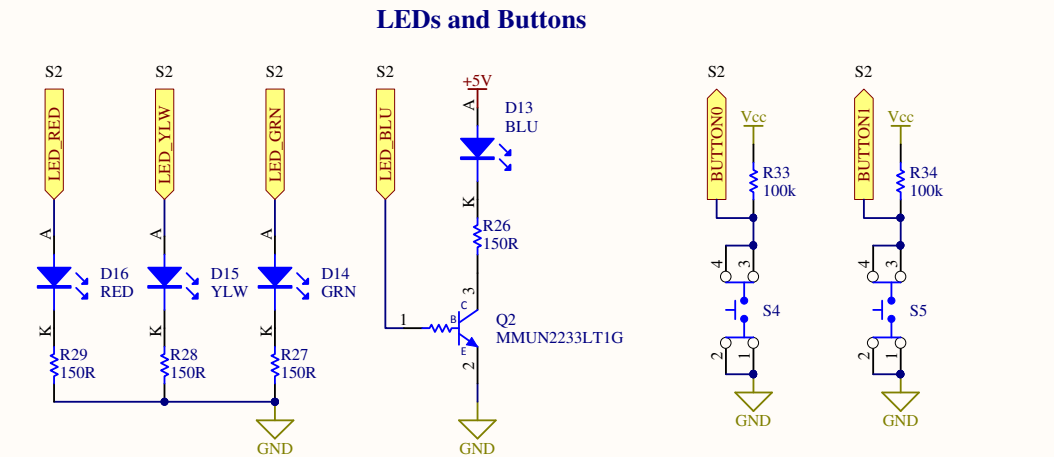 LEDs and Buttons
S2
S2
S2
S2
S2
S2
LED_RED
LED_YLW
LED_GRN
LED_BLU
+5V
A
D13
BLU
K
R26
150R
BUTTON0
Vcc
R33
100k
BUTTON1
Vcc
R34
100k
A
D16
RED
K
R29
150R
A
D15
YLW
K
R28
150R
A
D14
GRN
K
R27
150R
GND
1
B
C
3
E
2
Q2
MMUN2233LT1G
GND
4
3
S4
2
1
GND
4
3
S5
2
1
GND